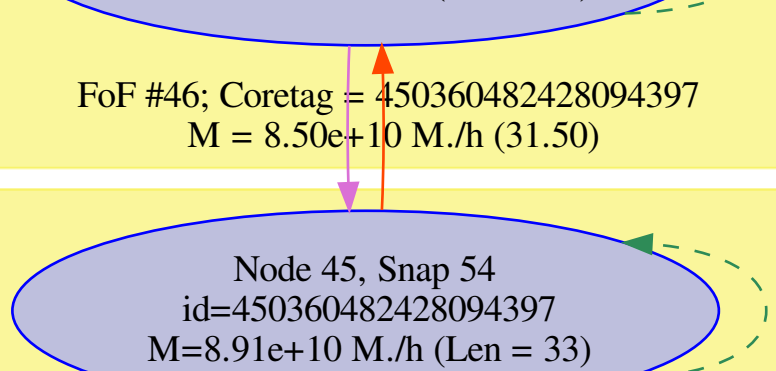 FoF #46; Coretag = 450360482428094397
M = 8.50e+10 M./h (31.50)
Node 45, Snap 54
id=450360482428094397
M=8.91e+10 M./h (Len = 33)